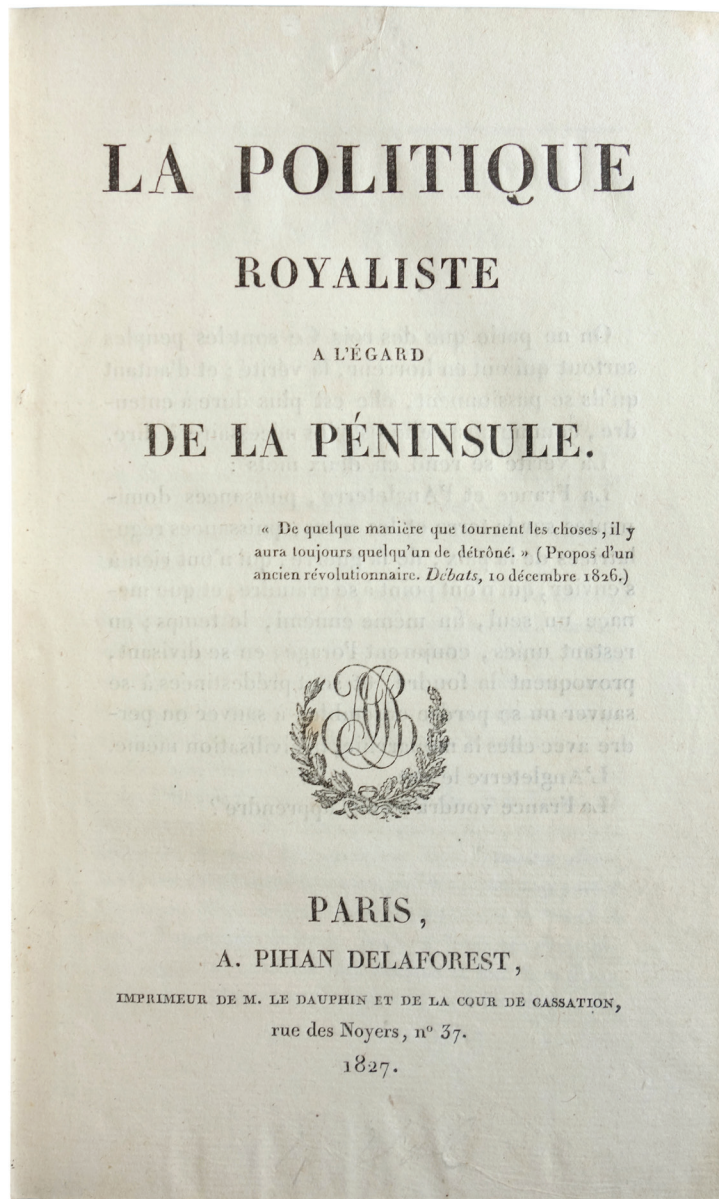 LA POLITIQUE
ROYALISTE
A L'ÉGARD
DE LA PÉNINSULE.
« De quelque manière que tournent les choses, il y
aura toujours quelqu'un de détrôné. » (Propos d'un
ancien révolutionnaire. Débats, 10 décembre 1826.)
PARIS,
A. PIHAN DELAFOREST,
IMPRIMEUR DE M. LE DAUPHIN ET DE LA COUR DE CASSATION,
rue des Noyers, nº 37.
1827.